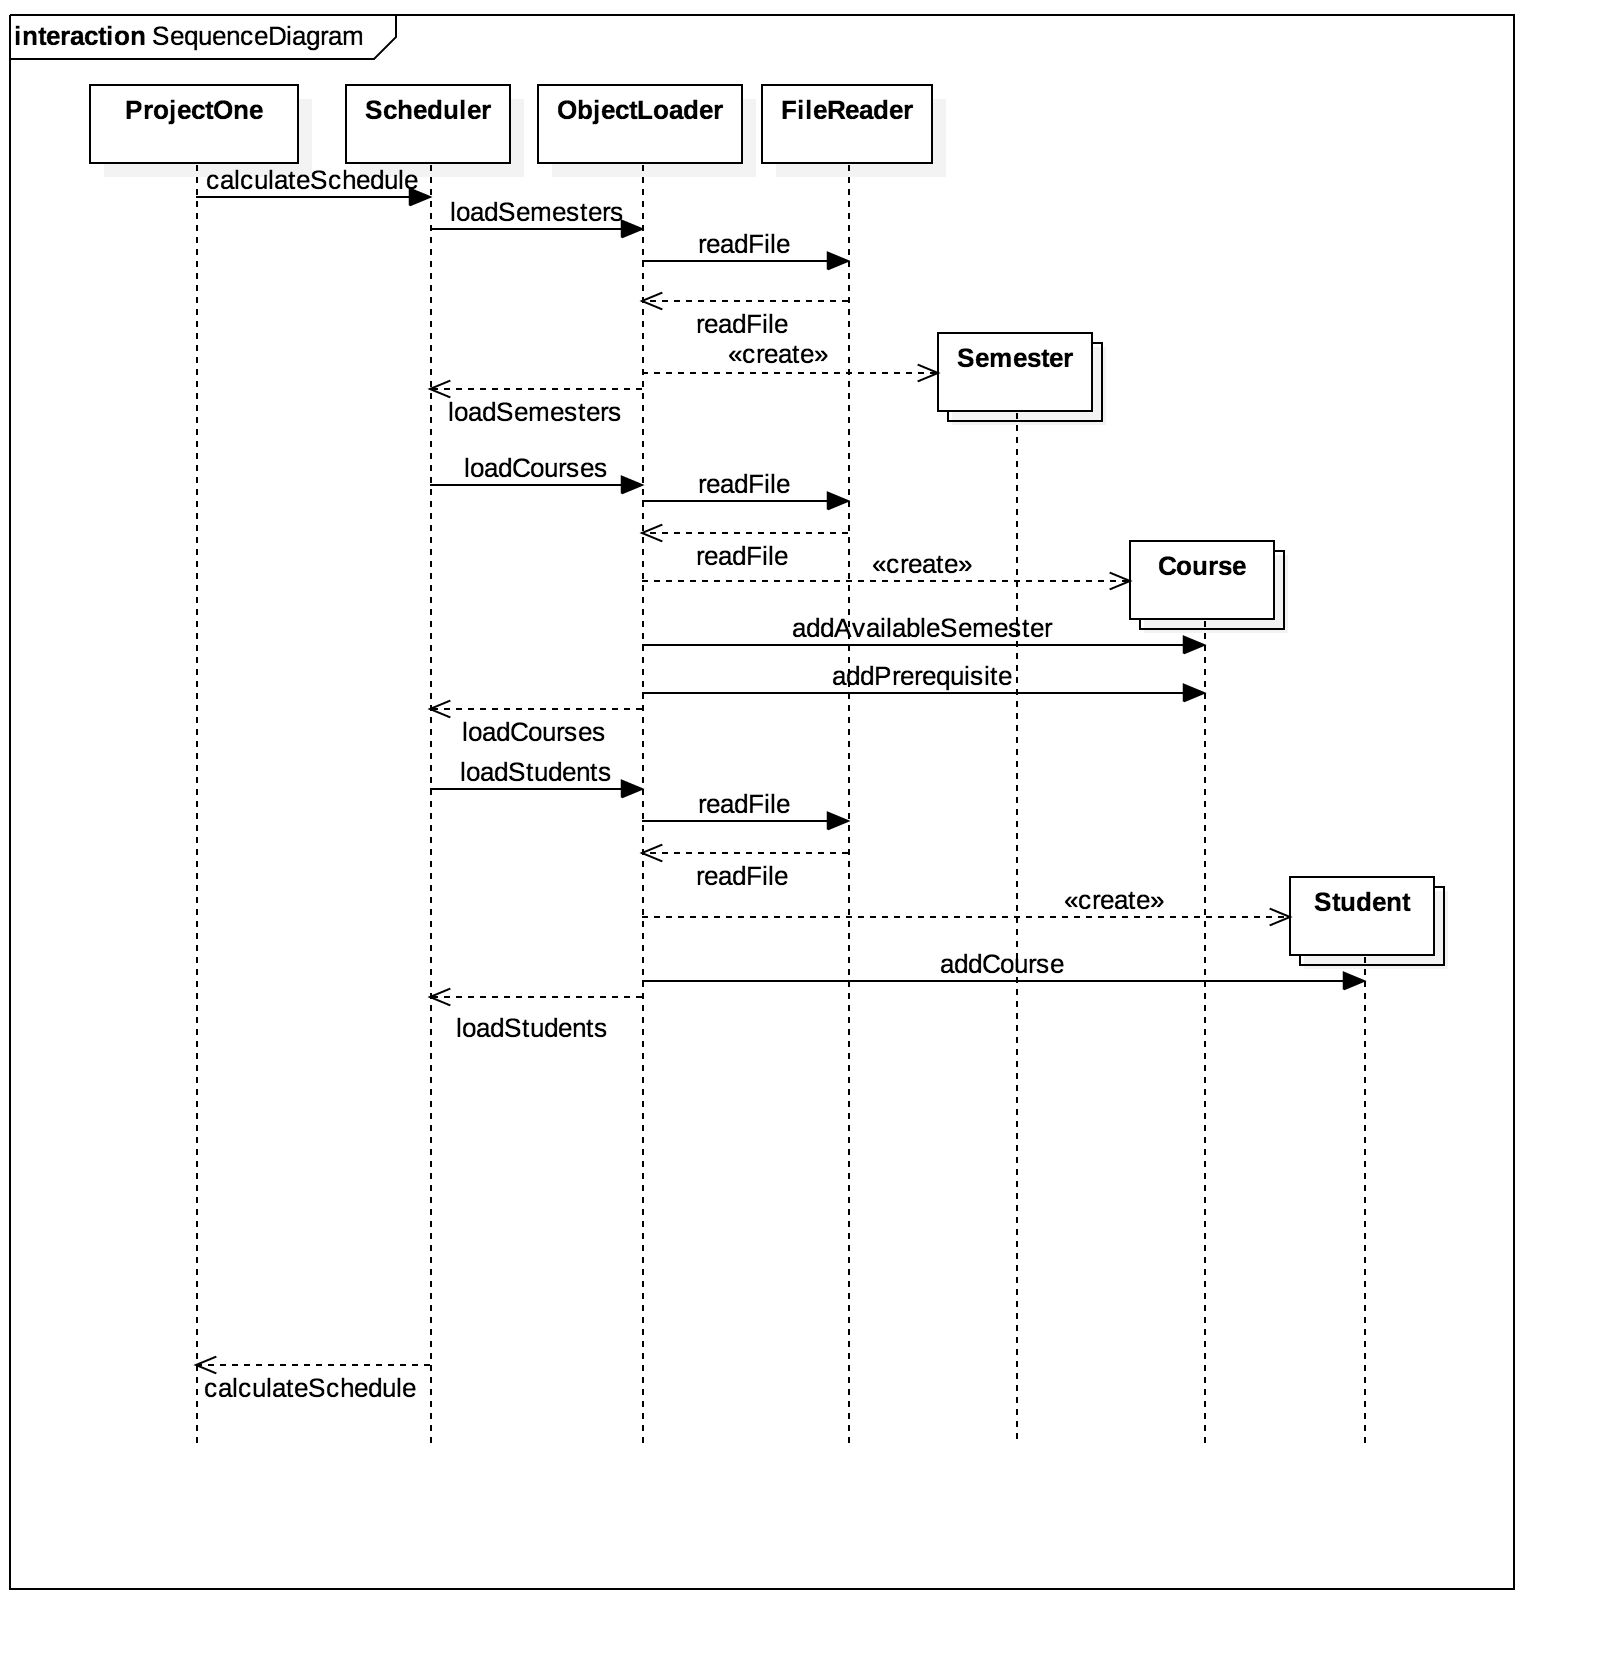 interaction SequenceDiagram
ProjectOne
Scheduler
ObjectLoader
FileReader
calculateSchedule
loadSemesters
readFile
readFile
«create»
Semester
loadSemesters
loadCourses
readFile
readFile
«create»
Course
addAvailableSemester
addPrerequisite
loadCourses
loadStudents
readFile
readFile
«create»
Student
addCourse
loadStudents
calculateSchedule